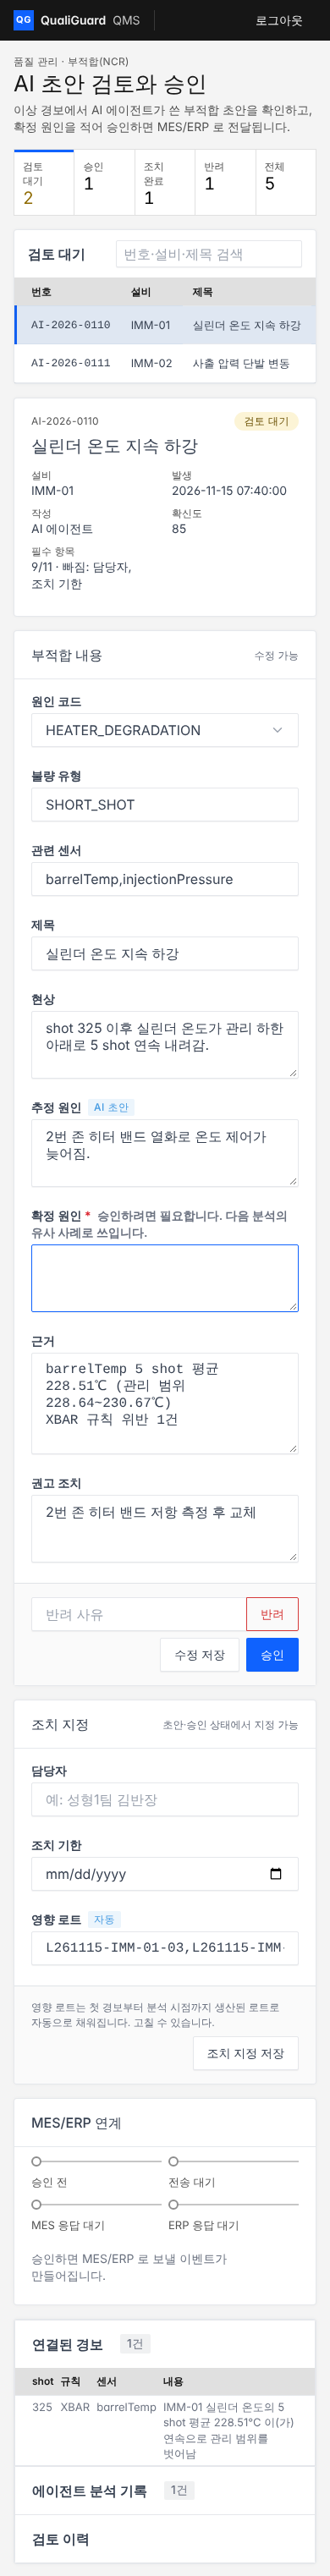 QG QualiGuard QMS 로그아웃
품질 관리 · 부적합(NCR)
AI 초안 검토와 승인
이상 경보에서 AI 에이전트가 쓴 부적합 초안을 확인하고,
확정 원인을 적어 승인하면 MES/ERP 로 전달됩니다.
검토 대기 2
승인 1
조치 완료 1
반려 1
전체 5
검토 대기 번호·설비·제목 검색
번호 설비 제목
AI-2026-0110 IMM-01 실린더 온도 지속 하강
AI-2026-0111 IMM-02 사출 압력 단발 변동
AI-2026-0110 검토 대기
실린더 온도 지속 하강
설비 발생
IMM-01 2026-11-15 07:40:00
작성 확신도
AI 에이전트 85
필수 항목
9/11 · 빠짐: 담당자,
조치 기한
부적합 내용 수정 가능
원인 코드
HEATER_DEGRADATION
불량 유형
SHORT_SHOT
관련 센서
barrelTemp,injectionPressure
제목
실린더 온도 지속 하강
현상
shot 325 이후 실린더 온도가 관리 하한
아래로 5 shot 연속 내려감.
추정 원인 AI 초안
2번 존 히터 밴드 열화로 온도 제어가
늦어짐.
확정 원인 * 승인하려면 필요합니다. 다음 분석의
유사 사례로 쓰입니다.
근거
barrelTemp 5 shot 평균
228.51℃ (관리 범위
228.64~230.67℃)
XBAR 규칙 위반 1건
권고 조치
2번 존 히터 밴드 저항 측정 후 교체
반려 사유 반려
수정 저장 승인
조치 지정 초안·승인 상태에서 지정 가능
담당자
예: 성형1팀 김반장
조치 기한
mm/dd/yyyy
영향 로트 자동
L261115-IMM-01-03,L261115-IMM-
영향 로트는 첫 경보부터 분석 시점까지 생산된 로트로
자동으로 채워집니다. 고칠 수 있습니다.
조치 지정 저장
MES/ERP 연계
승인 전 전송 대기
MES 응답 대기 ERP 응답 대기
승인하면 MES/ERP 로 보낼 이벤트가
만들어집니다.
연결된 경보 1건
shot 규칙 센서 내용
325 XBAR barrelTemp IMM-01 실린더 온도의 5
shot 평균 228.51℃ 이(가)
연속으로 관리 범위를
벗어남
에이전트 분석 기록 1건
검토 이력